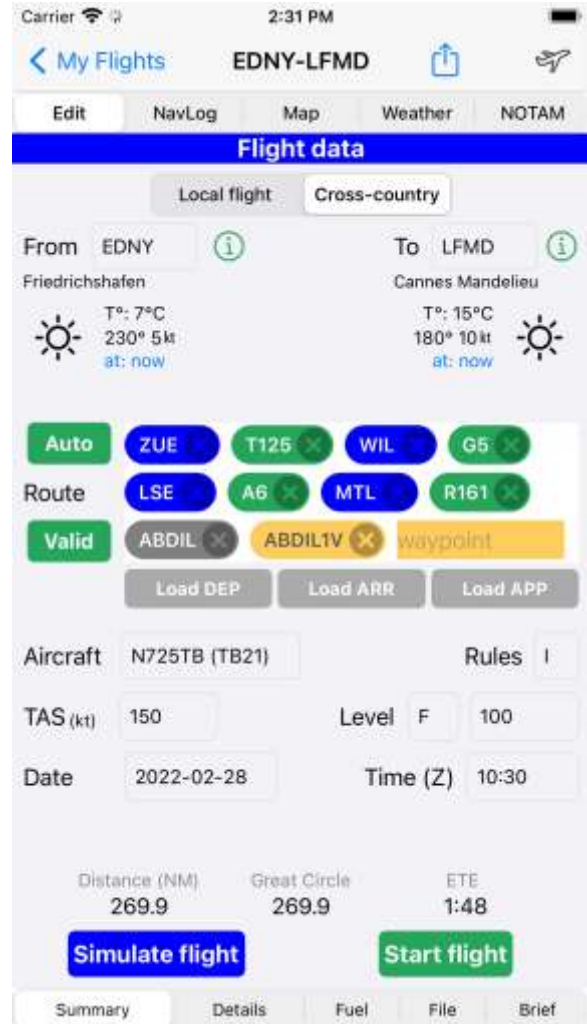 Carrier 2:31 PM
My Flights EDNY-LFMD
Edit NavLog Map Weather NOTAM
Flight data
Local flight Cross-country
From EDNY To LFMD
Friedrichshafen Cannes Mandelieu
T°: 7°C T°: 15°C
230° 5 kt 180° 10 kt
at: now at: now
Auto ZUE T125 WIL G5
Route LSE A6 MTL R161
Valid ABDIL ABDIL1V waypoint
Load DEP Load ARR Load APP
Aircraft N725TB (TB21) Rules I
TAS (kt) 150 Level F 100
Date 2022-02-28 Time (Z) 10:30
Distance (NM) Great Circle ETE
269.9 269.9 1:48
Simulate flight Start flight
Summary Details Fuel File Brief